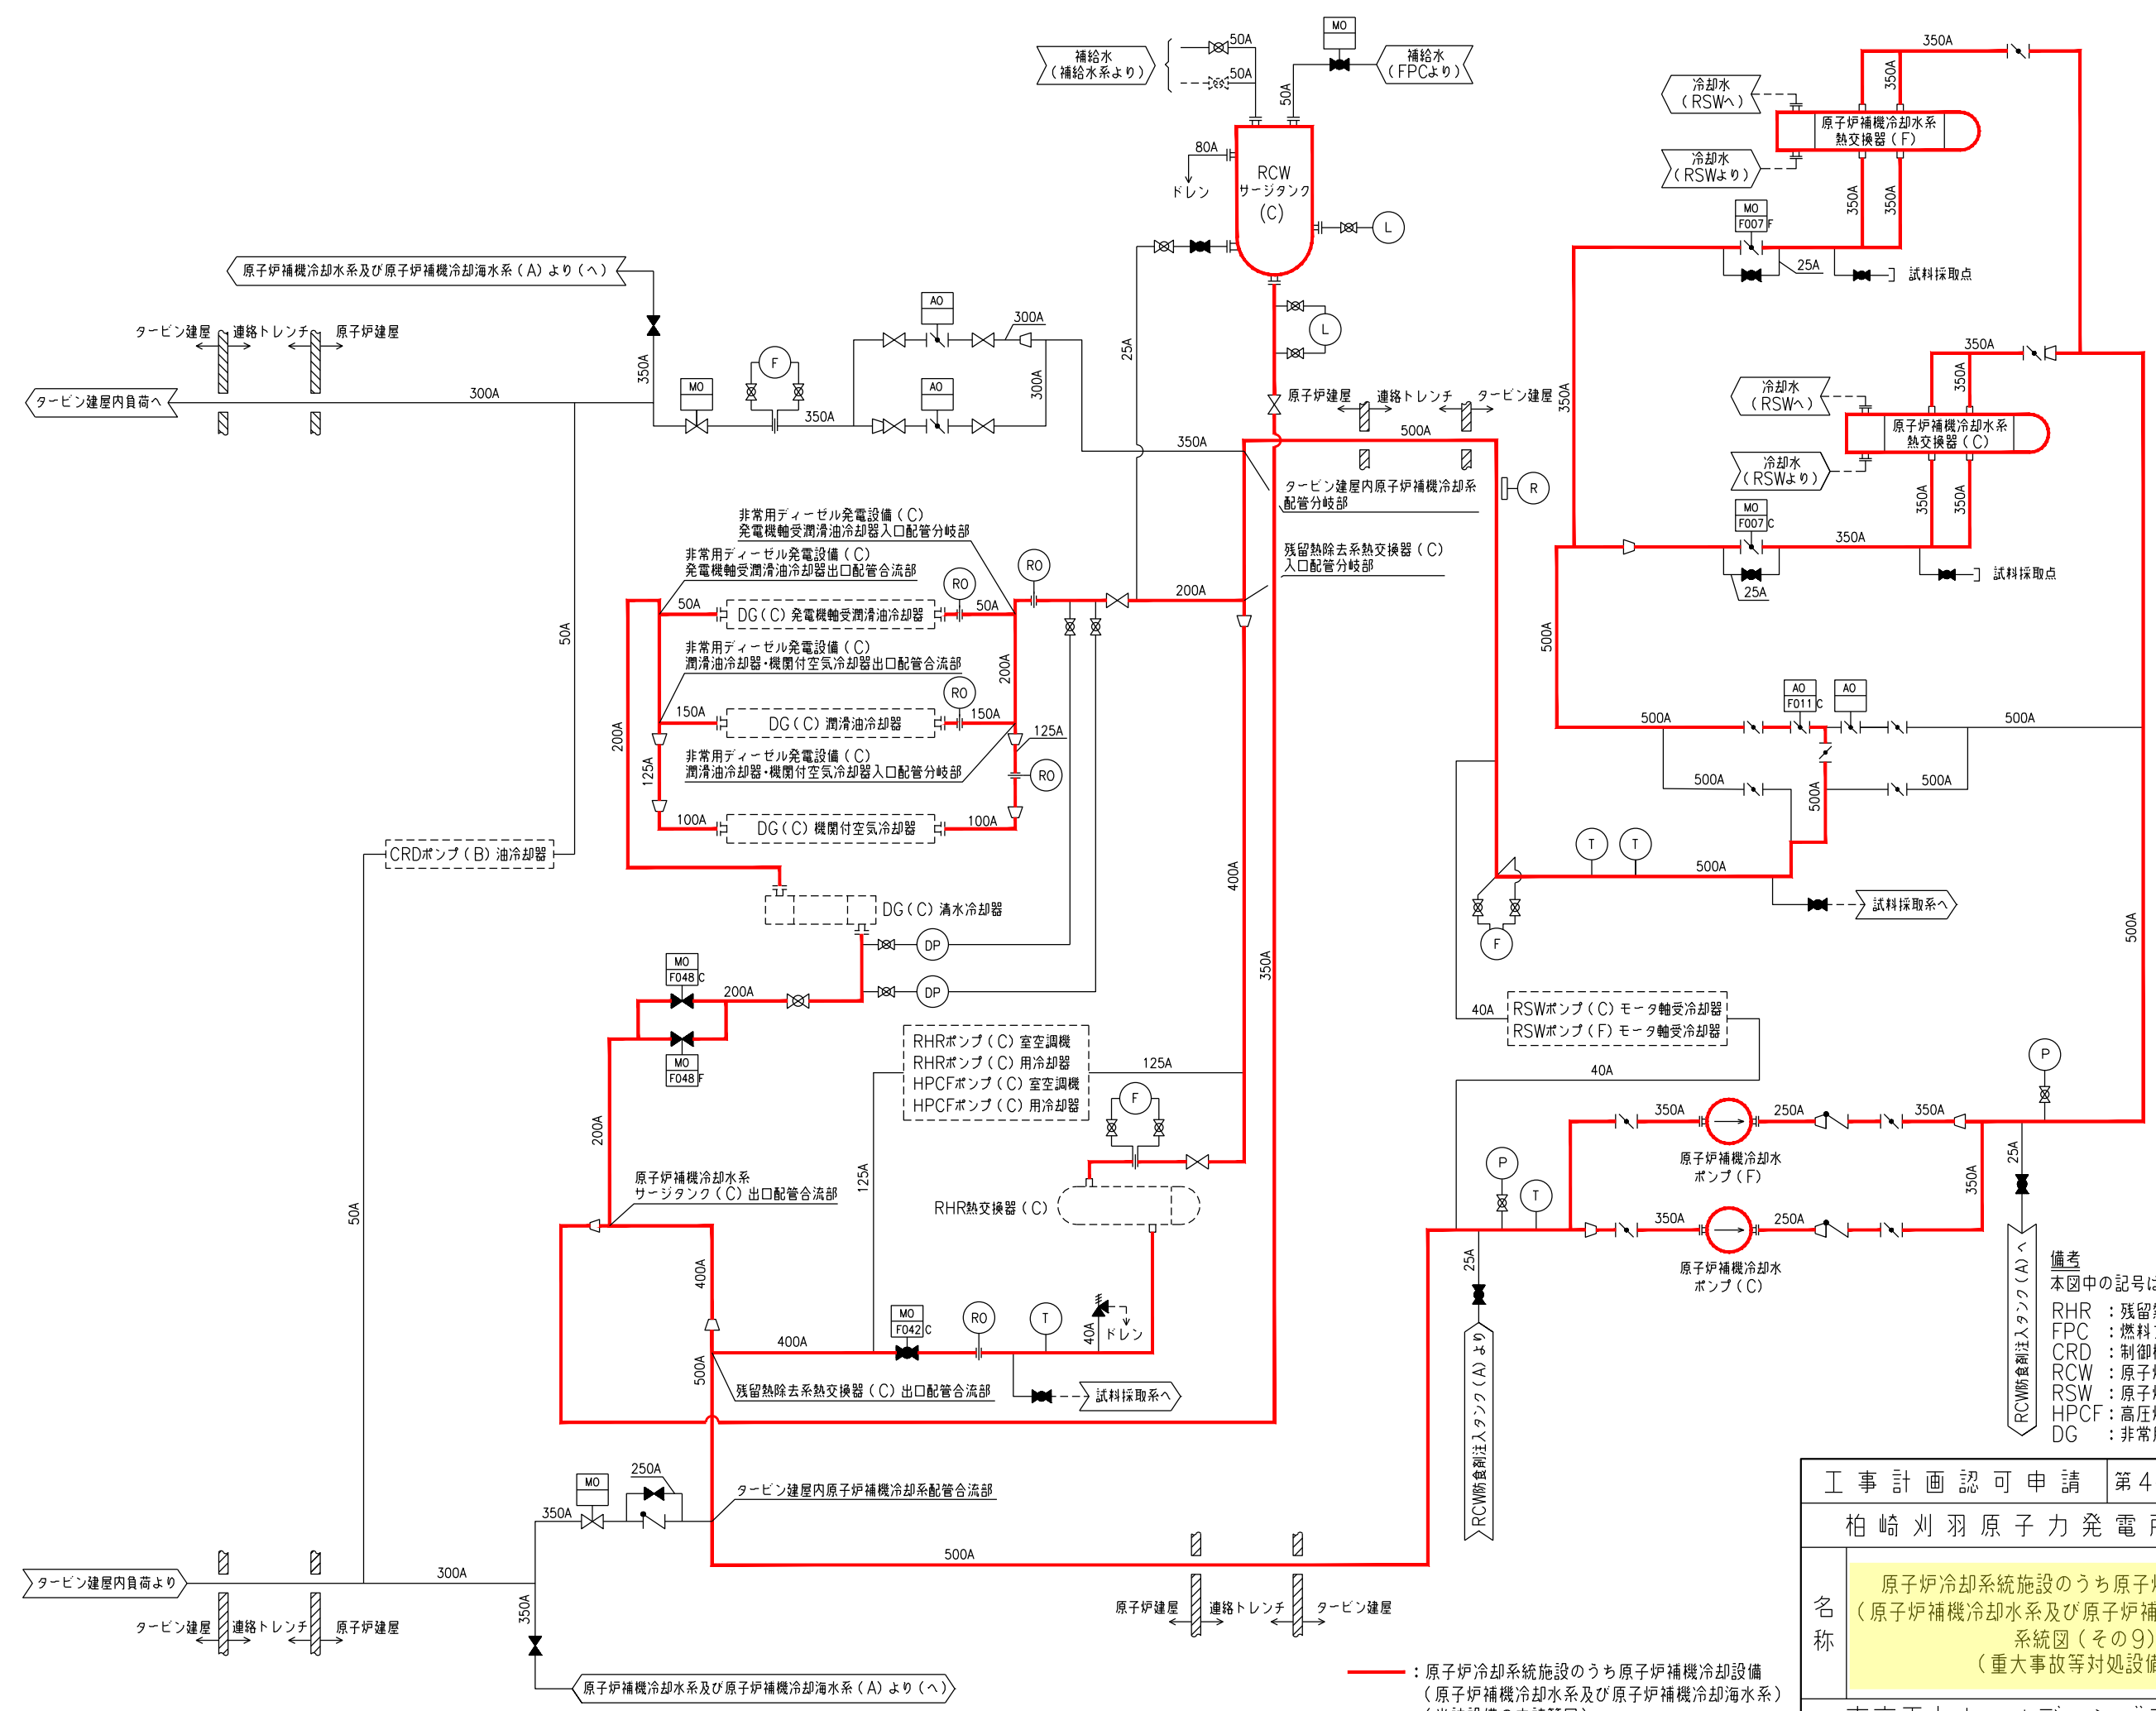 補給水
(補給水系より)
50A
50A
MO
補給水
(FPCより)
50A
80A
ドレン
RCW
サージタンク
(C)
L
L
350A
350A
冷却水
(RSWへ)
原子炉補機冷却水系
熱交換器(F)
冷却水
(RSWより)
350A
350A
MO
F007 F
25A
試料採取点
原子炉補機冷却水系及び原子炉補機冷却海水系(A)より(へ)
タービン建屋
連絡トレンチ
原子炉建屋
タービン建屋内負荷へ
300A
350A
MO
F
350A
AO
AO
300A
300A
25A
350A
原子炉建屋
連絡トレンチ
タービン建屋
500A
R
タービン建屋内原子炉補機冷却系
配管分岐部
350A
350A
350A
冷却水
(RSWへ)
原子炉補機冷却水系
熱交換器(C)
冷却水
(RSWより)
350A
350A
MO
F007 C
350A
25A
試料採取点
非常用ディーゼル発電設備(C)
発電機軸受潤滑油冷却器入口配管分岐部
非常用ディーゼル発電設備(C)
発電機軸受潤滑油冷却器出口配管合流部
残留熱除去系熱交換器(C)
入口配管分岐部
RO
RO
200A
50A
DG(C)発電機軸受潤滑油冷却器
50A
50A
非常用ディーゼル発電設備(C)
潤滑油冷却器・機関付空気冷却器出口配管合流部
200A
RO
150A
DG(C)潤滑油冷却器
150A
125A
200A
125A
非常用ディーゼル発電設備(C)
潤滑油冷却器・機関付空気冷却器入口配管分岐部
RO
100A
DG(C)機関付空気冷却器
100A
500A
AO
F011 C
AO
500A
500A
500A
500A
500A
T
T
500A
試料採取系へ
F
CRDポンプ(B)油冷却器
DG(C)清水冷却器
DP
DP
400A
350A
500A
MO
F048 C
200A
MO
F048 F
RHRポンプ(C)室空調機
RHRポンプ(C)用冷却器
HPCFポンプ(C)室空調機
HPCFポンプ(C)用冷却器
125A
125A
F
40A
RSWポンプ(C)モータ軸受冷却器
RSWポンプ(F)モータ軸受冷却器
40A
P
200A
350A
250A
350A
原子炉補機冷却水
ポンプ(F)
25A
350A
P
T
350A
250A
原子炉補機冷却水
ポンプ(C)
50A
原子炉補機冷却水系
サージタンク(C)出口配管合流部
RHR熱交換器(C)
400A
MO
F042 C
RO
T
40A
ドレン
400A
500A
残留熱除去系熱交換器(C)出口配管合流部
試料採取系へ
25A
RCW防食剤注入タンク(A)より
RCW防食剤注入タンク(A)へ
備考
本図中の記号は
RHR :残留熱
FPC :燃料
CRD :制御
RCW :原子炉
RSW :原子炉
HPCF:高圧
DG :非常
MO
250A
350A
タービン建屋内原子炉補機冷却系配管合流部
500A
タービン建屋内負荷より
300A
350A
タービン建屋
連絡トレンチ
原子炉建屋
原子炉建屋
連絡トレンチ
タービン建屋
原子炉補機冷却水系及び原子炉補機冷却海水系(A)より(へ)
:原子炉冷却系統施設のうち原子炉補機冷却設備
(原子炉補機冷却水系及び原子炉補機冷却海水系)
工事計画認可申請
第4
柏崎刈羽原子力発電所
名称
原子炉冷却系統施設のうち原子炉
(原子炉補機冷却水系及び原子炉補
系統図(その9)
(重大事故等対処設備